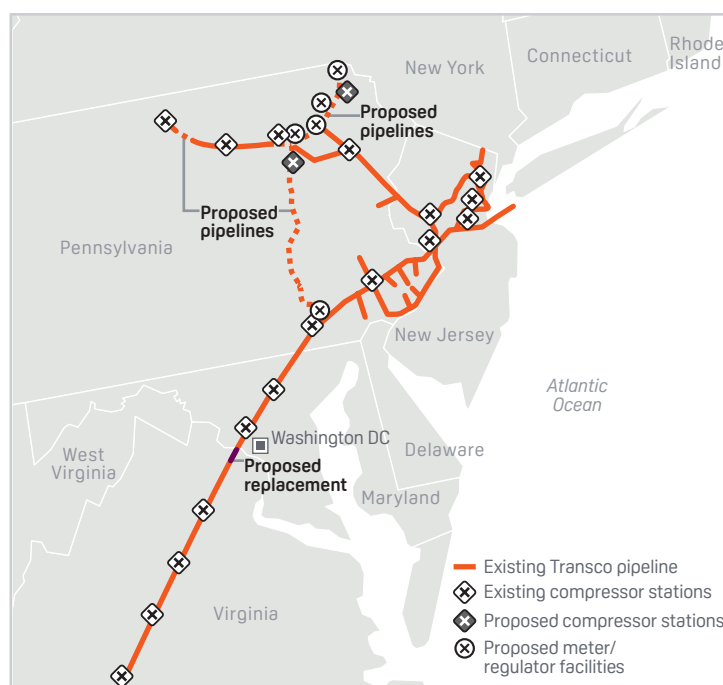 New York
Connecticut
Rhode
Island
Proposed
pipelines
Proposed
pipelines
Pennsylvania
New Jersey
Atlantic
Ocean
Washington DC
West
Virginia
Delaware
Proposed
replacement
Maryland
Virginia
Existing Transco pipeline
Existing compressor stations
Proposed compressor stations
Proposed meter/
regulator facilities